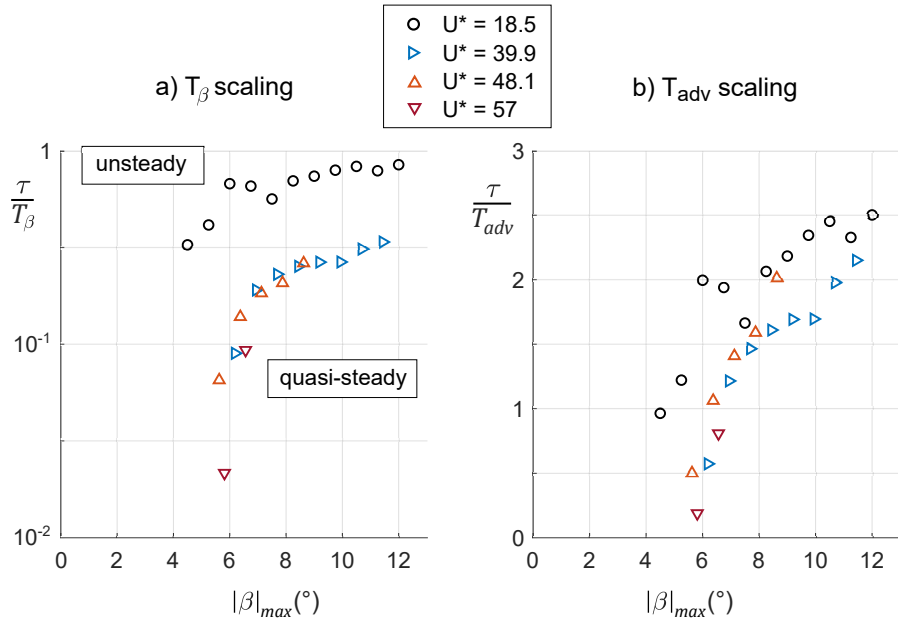 U* = 18.5
U* = 39.9
U* = 48.1
U* = 57
a) Tβ scaling
b) Tadv scaling
1
unsteady
τ
Tβ
10-1
quasi-steady
10-2
0 2 4 6 8 10 12
|β|max(°)
3
τ
Tadv
2
1
0
0 2 4 6 8 10 12
|β|max(°)